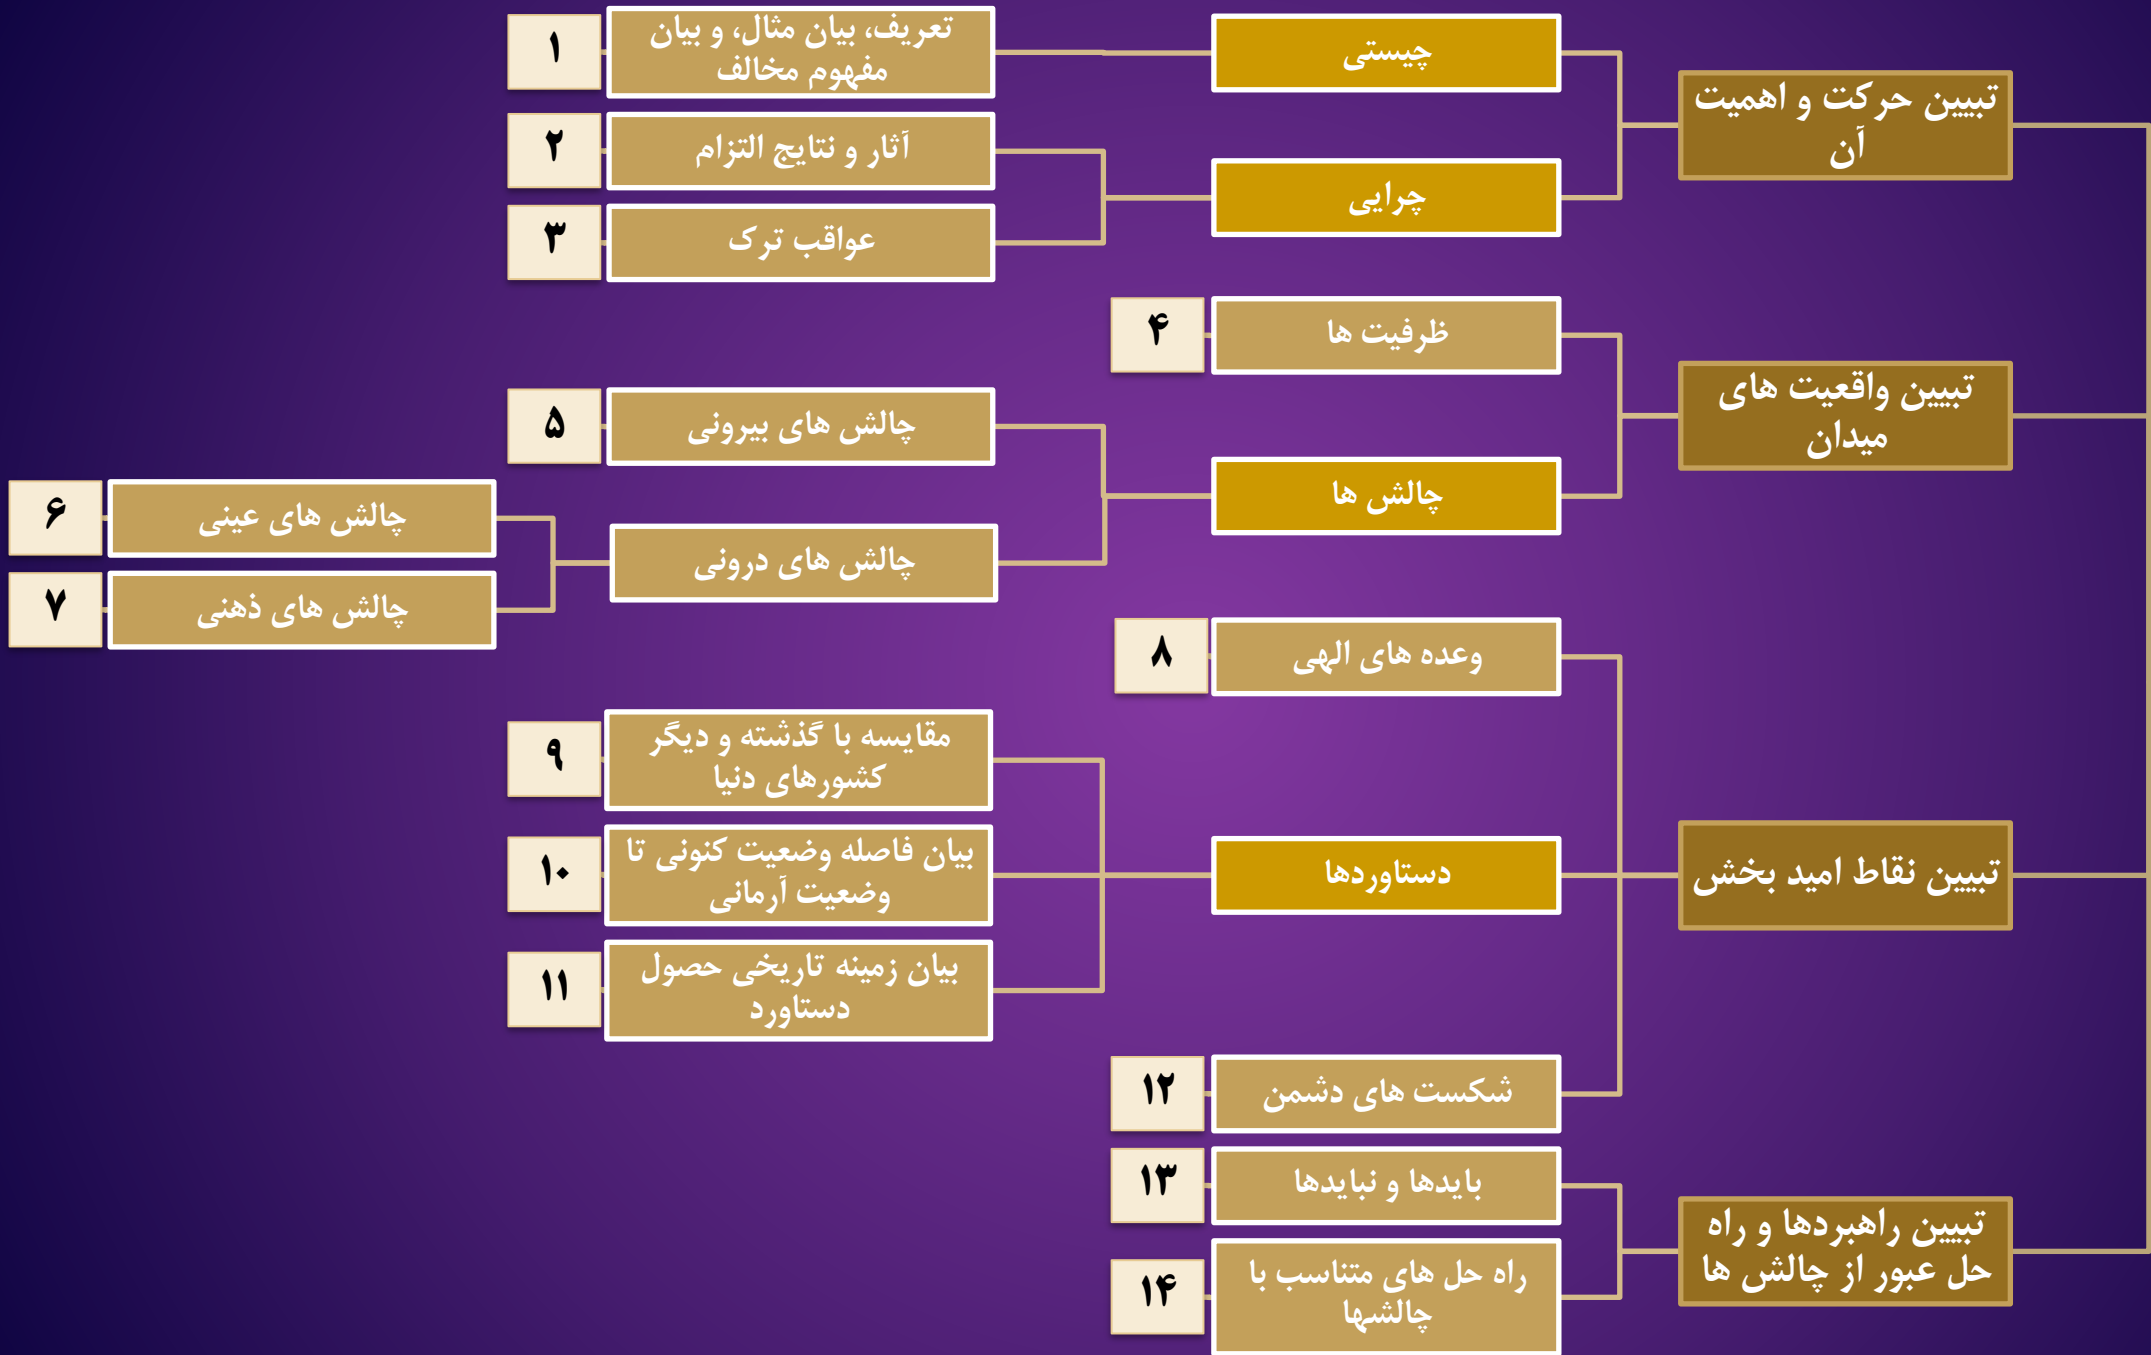 تبیین حرکت و اهمیت
آن
چیستی
تعریف، بیان مثال، و بیان
مفهوم مخالف
۱
چرایی
آثار و نتایج التزام
۲
عواقب ترک
۳
تبیین واقعیت های
میدان
ظرفیت ها
۴
چالش ها
چالش های بیرونی
۵
چالش های درونی
چالش های عینی
۶
چالش های ذهنی
۷
تبیین نقاط امید بخش
وعده های الهی
۸
دستاوردها
مقایسه با گذشته و دیگر
کشورهای دنیا
۹
بیان فاصله وضعیت کنونی تا
وضعیت آرمانی
۱۰
بیان زمینه تاریخی حصول
دستاورد
۱۱
شکست های دشمن
۱۲
تبیین راهبردها و راه
حل عبور از چالش ها
بایدها و نبایدها
۱۳
راه حل های متناسب با
چالشها
۱۴